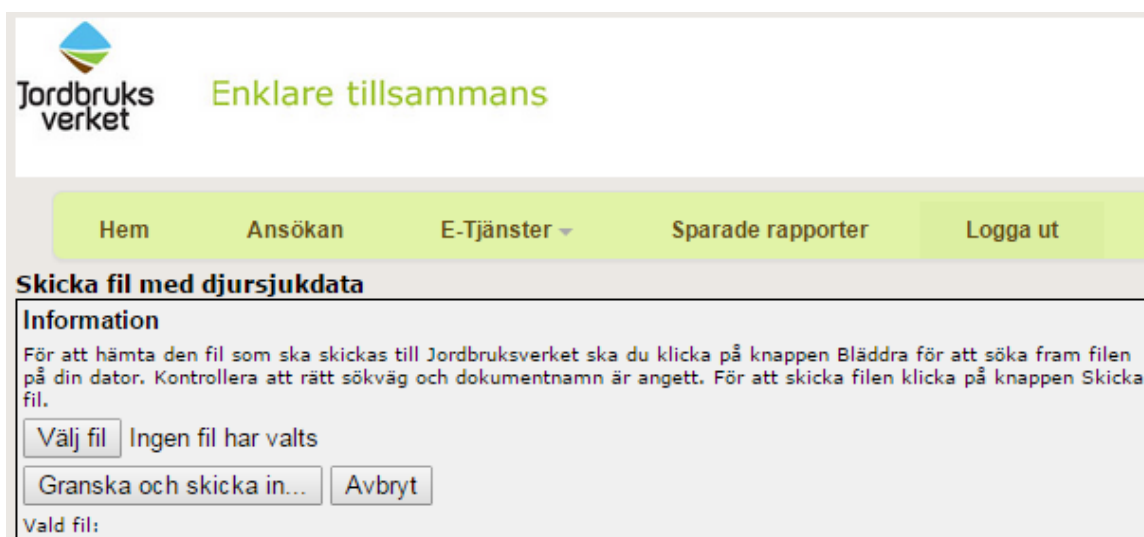 Jordbruks
verket
Enklare tillsammans
Hem Ansökan E-Tjänster Sparade rapporter Logga ut
Skicka fil med djursjukdata
Information
För att hämta den fil som ska skickas till Jordbruksverket ska du klicka på knappen Bläddra för att söka fram filen
på din dator. Kontrollera att rätt sökväg och dokumentnamn är angett. För att skicka filen klicka på knappen Skicka
fil.
Välj fil Ingen fil har valts
Granska och skicka in... Avbryt
Vald fil: